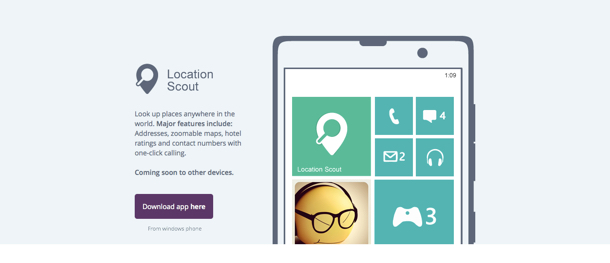 Location
Scout
Look up places anywhere in the
world. Major features include:
Addresses, zoomable maps, hotel
ratings and contact numbers with
one-click calling.
Coming soon to other devices.
Download app here
From windows phone
1:09
4
2
Location Scout
3